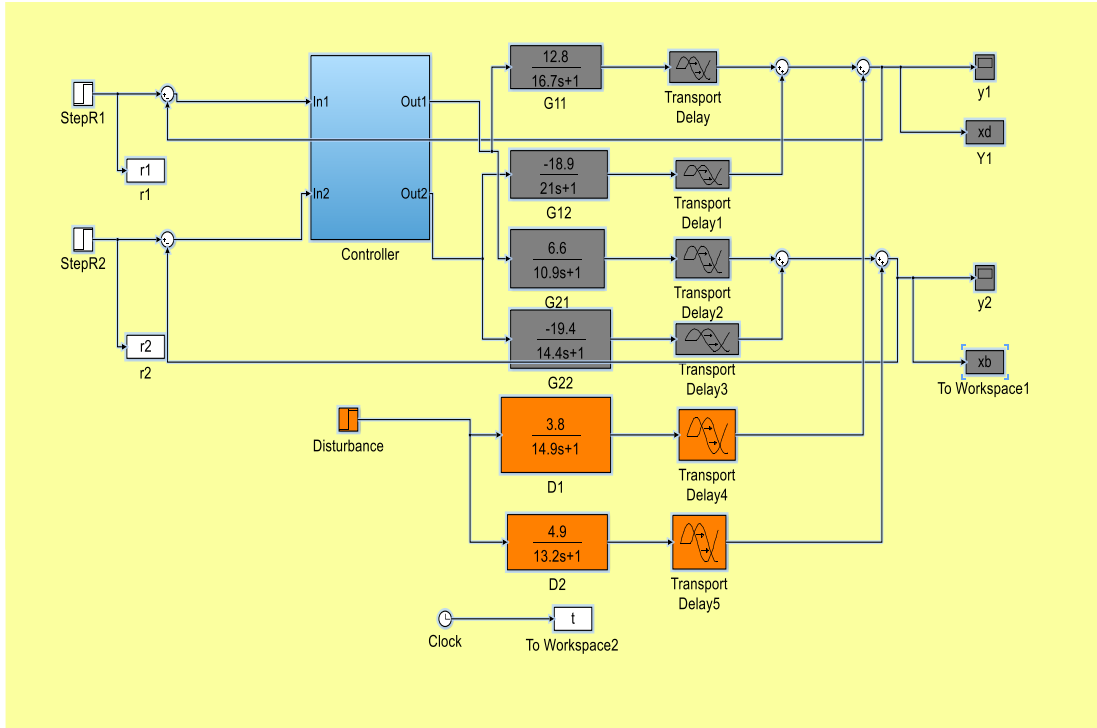 StepR1
r1
r1
StepR2
r2
r2
In1
In2
Out1
Out2
Controller
12.8
16.7s+1
G11
Transport
Delay
-18.9
21s+1
G12
Transport
Delay1
6.6
10.9s+1
G21
Transport
Delay2
-19.4
14.4s+1
G22
Transport
Delay3
y1
xd
Y1
y2
xb
To Workspace1
Disturbance
3.8
14.9s+1
D1
Transport
Delay4
4.9
13.2s+1
D2
Transport
Delay5
Clock
t
To Workspace2